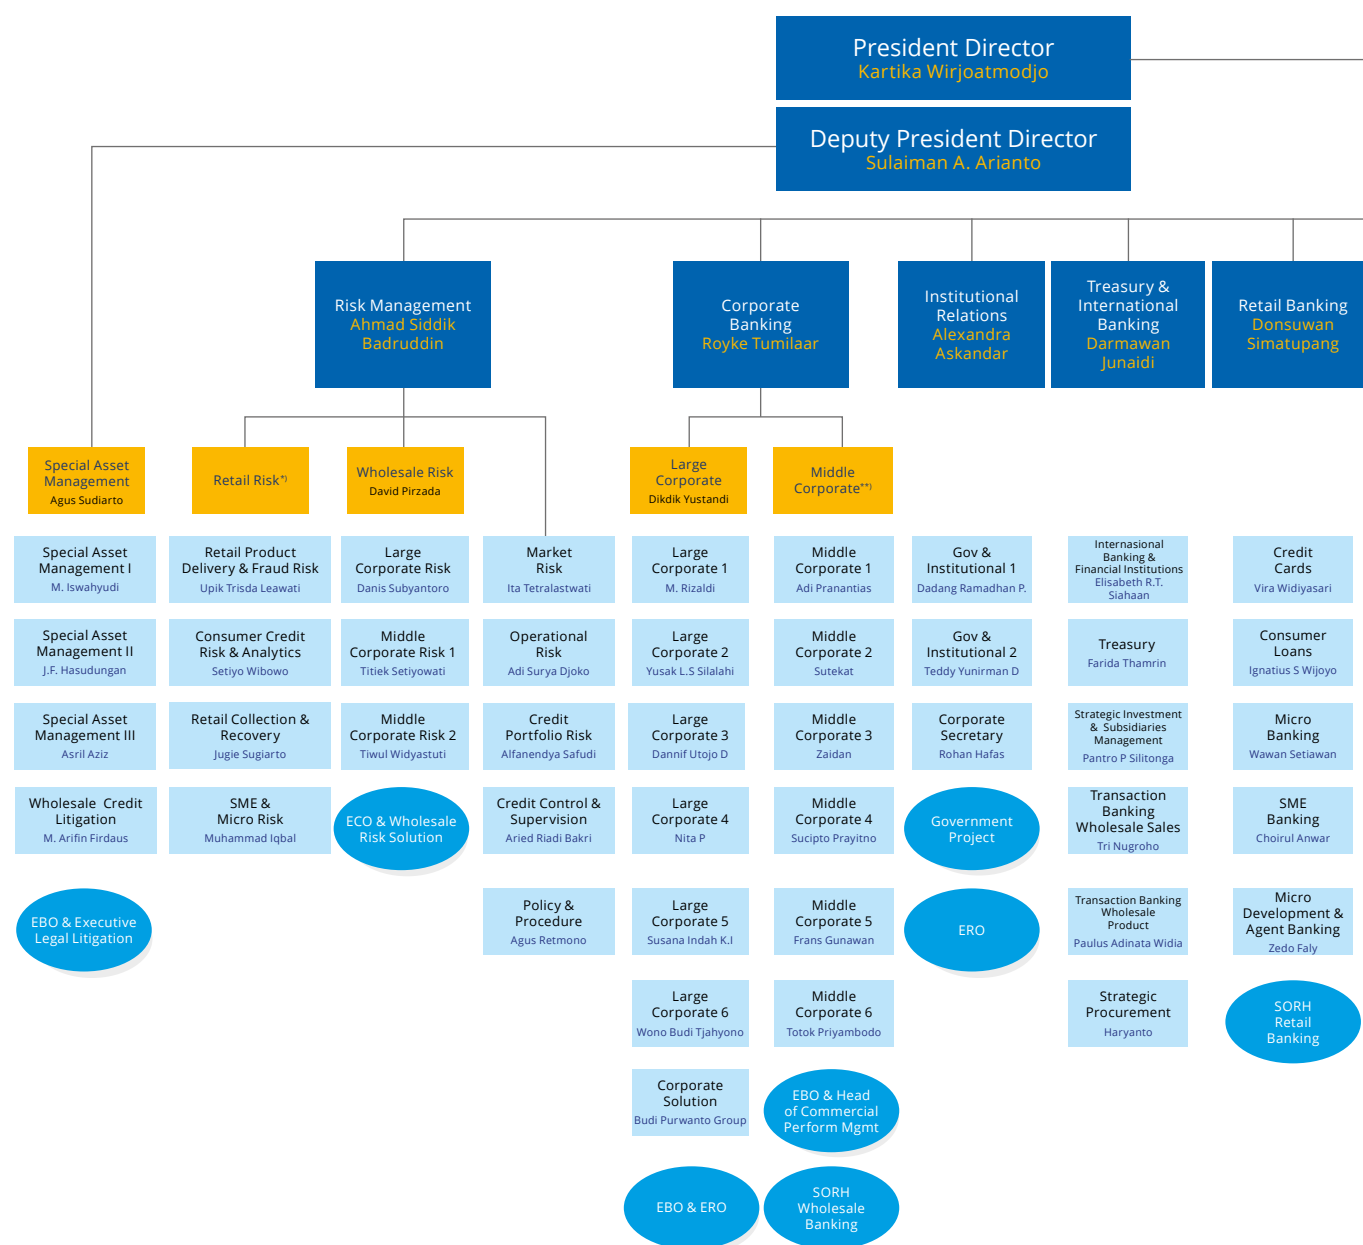 President Director
Kartika Wirjoatmodjo
Deputy President Director
Sulaiman A. Arianto
Risk Management
Ahmad Siddik
Badruddin
Corporate
Banking
Royke Tumilaar
Institutional
Relations
Alexandra
Askandar
Treasury &
International
Banking
Darmawan
Junaidi
Retail Banking
Donsuwan
Simatupang
Special Asset
Management
Agus Sudiarto
Retail Risk*)
Wholesale Risk
David Pirzada
Large
Corporate
Dikdik Yustandi
Middle
Corporate**)
Special Asset
Management I
M. Iswahyudi
Retail Product
Delivery & Fraud Risk
Upik Trisda Leawati
Large
Corporate Risk
Danis Subyantoro
Market
Risk
Ita Tetralastwati
Large
Corporate 1
M. Rizaldi
Middle
Corporate 1
Adi Pranantias
Gov &
Institutional 1
Dadang Ramadhan P.
Internasional
Banking &
Financial Institutions
Elisabeth R.T.
Siahaan
Credit
Cards
Vira Widiyasari
Special Asset
Management II
J.F. Hasudungan
Consumer Credit
Risk & Analytics
Setiyo Wibowo
Middle
Corporate Risk 1
Titiek Setiyowati
Operational
Risk
Adi Surya Djoko
Large
Corporate 2
Yusak L.S Silalahi
Middle
Corporate 2
Sutekat
Gov &
Institutional 2
Teddy Yunirman D
Treasury
Farida Thamrin
Consumer
Loans
Ignatius S Wijoyo
Special Asset
Management III
Asril Aziz
Retail Collection &
Recovery
Jugie Sugiarto
Middle
Corporate Risk 2
Tiwul Widyastuti
Credit
Portfolio Risk
Alfanendya Safudi
Large
Corporate 3
Dannif Utojo D
Middle
Corporate 3
Zaidan
Corporate
Secretary
Rohan Hafas
Strategic Investment
& Subsidiaries
Management
Pantro P Silitonga
Micro
Banking
Wawan Setiawan
Wholesale Credit
Litigation
M. Arifin Firdaus
SME &
Micro Risk
Muhammad Iqbal
ECO & Wholesale
Risk Solution
Credit Control &
Supervision
Aried Riadi Bakri
Large
Corporate 4
Nita P
Middle
Corporate 4
Sucipto Prayitno
Government
Project
Transaction
Banking
Wholesale Sales
Tri Nugroho
SME
Banking
Choirul Anwar
EBO & Executive
Legal Litigation
Policy &
Procedure
Agus Retmono
Large
Corporate 5
Susana Indah K.I
Middle
Corporate 5
Frans Gunawan
ERO
Transaction Banking
Wholesale
Product
Paulus Adinata Widia
Micro
Development &
Agent Banking
Zedo Faly
Large
Corporate 6
Wono Budi Tjahyono
Middle
Corporate 6
Totok Priyambodo
Strategic
Procurement
Haryanto
SORH
Retail
Banking
Corporate
Solution
Budi Purwanto Group
EBO & Head
of Commercial
Perform Mgmt
EBO & ERO
SORH
Wholesale
Banking